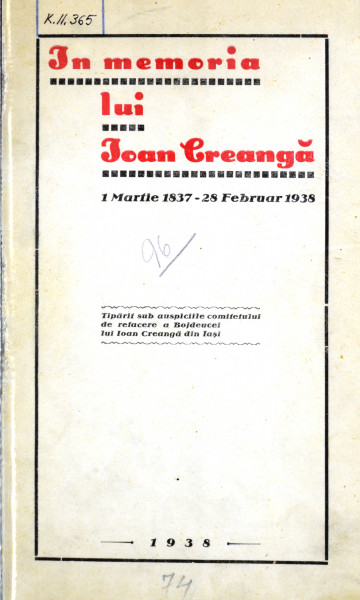 K.II.365
In memoria
lui
Ioan Creangă
1 Martie 1837 - 28 Februar 1938
96
Tipărit sub auspiciile comitetului
de refacere a Bojdeucei
lui Ioan Creangă din Iași
1938
74